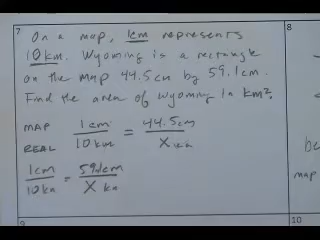 7 8
On a map, 1cm represents
10km. Wyoming is a rectangle
on the map 44.5cm by 59.1cm.
Find the area of Wyoming in km².
MAP 1cm = 44.5cm
REAL 10km X km
1cm = 59.1cm
10km X km
be
map
10